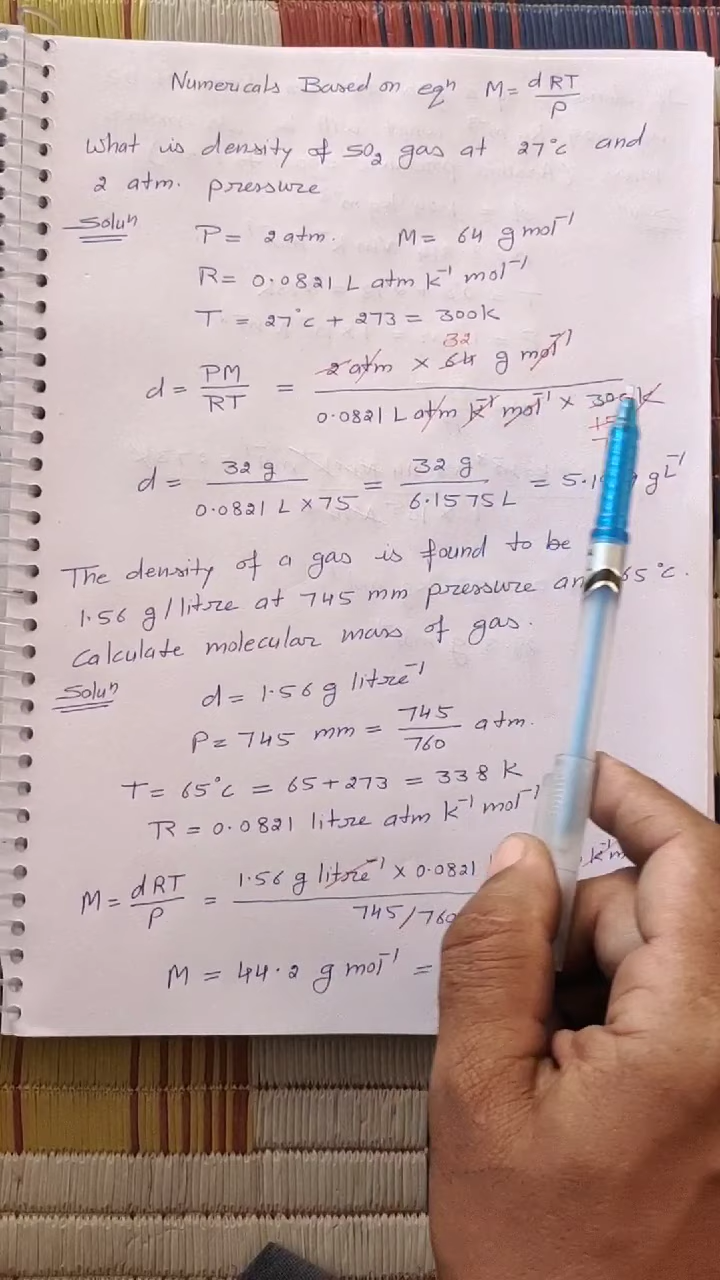 Numericals Based on eqⁿ M = dRT/P
What is density of SO₂ gas at 27°c and
2 atm. pressure
Soluⁿ
P = 2 atm. M = 64 g mol⁻¹
R = 0.0821 L atm k⁻¹ mol⁻¹
T = 27°c + 273 = 300k
32
d = PM/RT = 2 atm × 64 g mol⁻¹ / 0.0821 L atm k⁻¹ mol⁻¹ × 300 k
d = 32 g / 0.0821 L × 75 = 32 g / 6.1575 L = 5.1 g L⁻¹
The density of a gas is found to be
1.56 g/litre at 745 mm pressure an 65°c.
Calculate molecular mass of gas.
Soluⁿ
d = 1.56 g litre⁻¹
P = 745 mm = 745/760 atm.
T = 65°c = 65 + 273 = 338 k
R = 0.0821 litre atm k⁻¹ mol⁻¹
M = dRT/P = 1.56 g litre⁻¹ × 0.0821 k⁻¹ m / 745/760
M = 44.2 g mol⁻¹ =